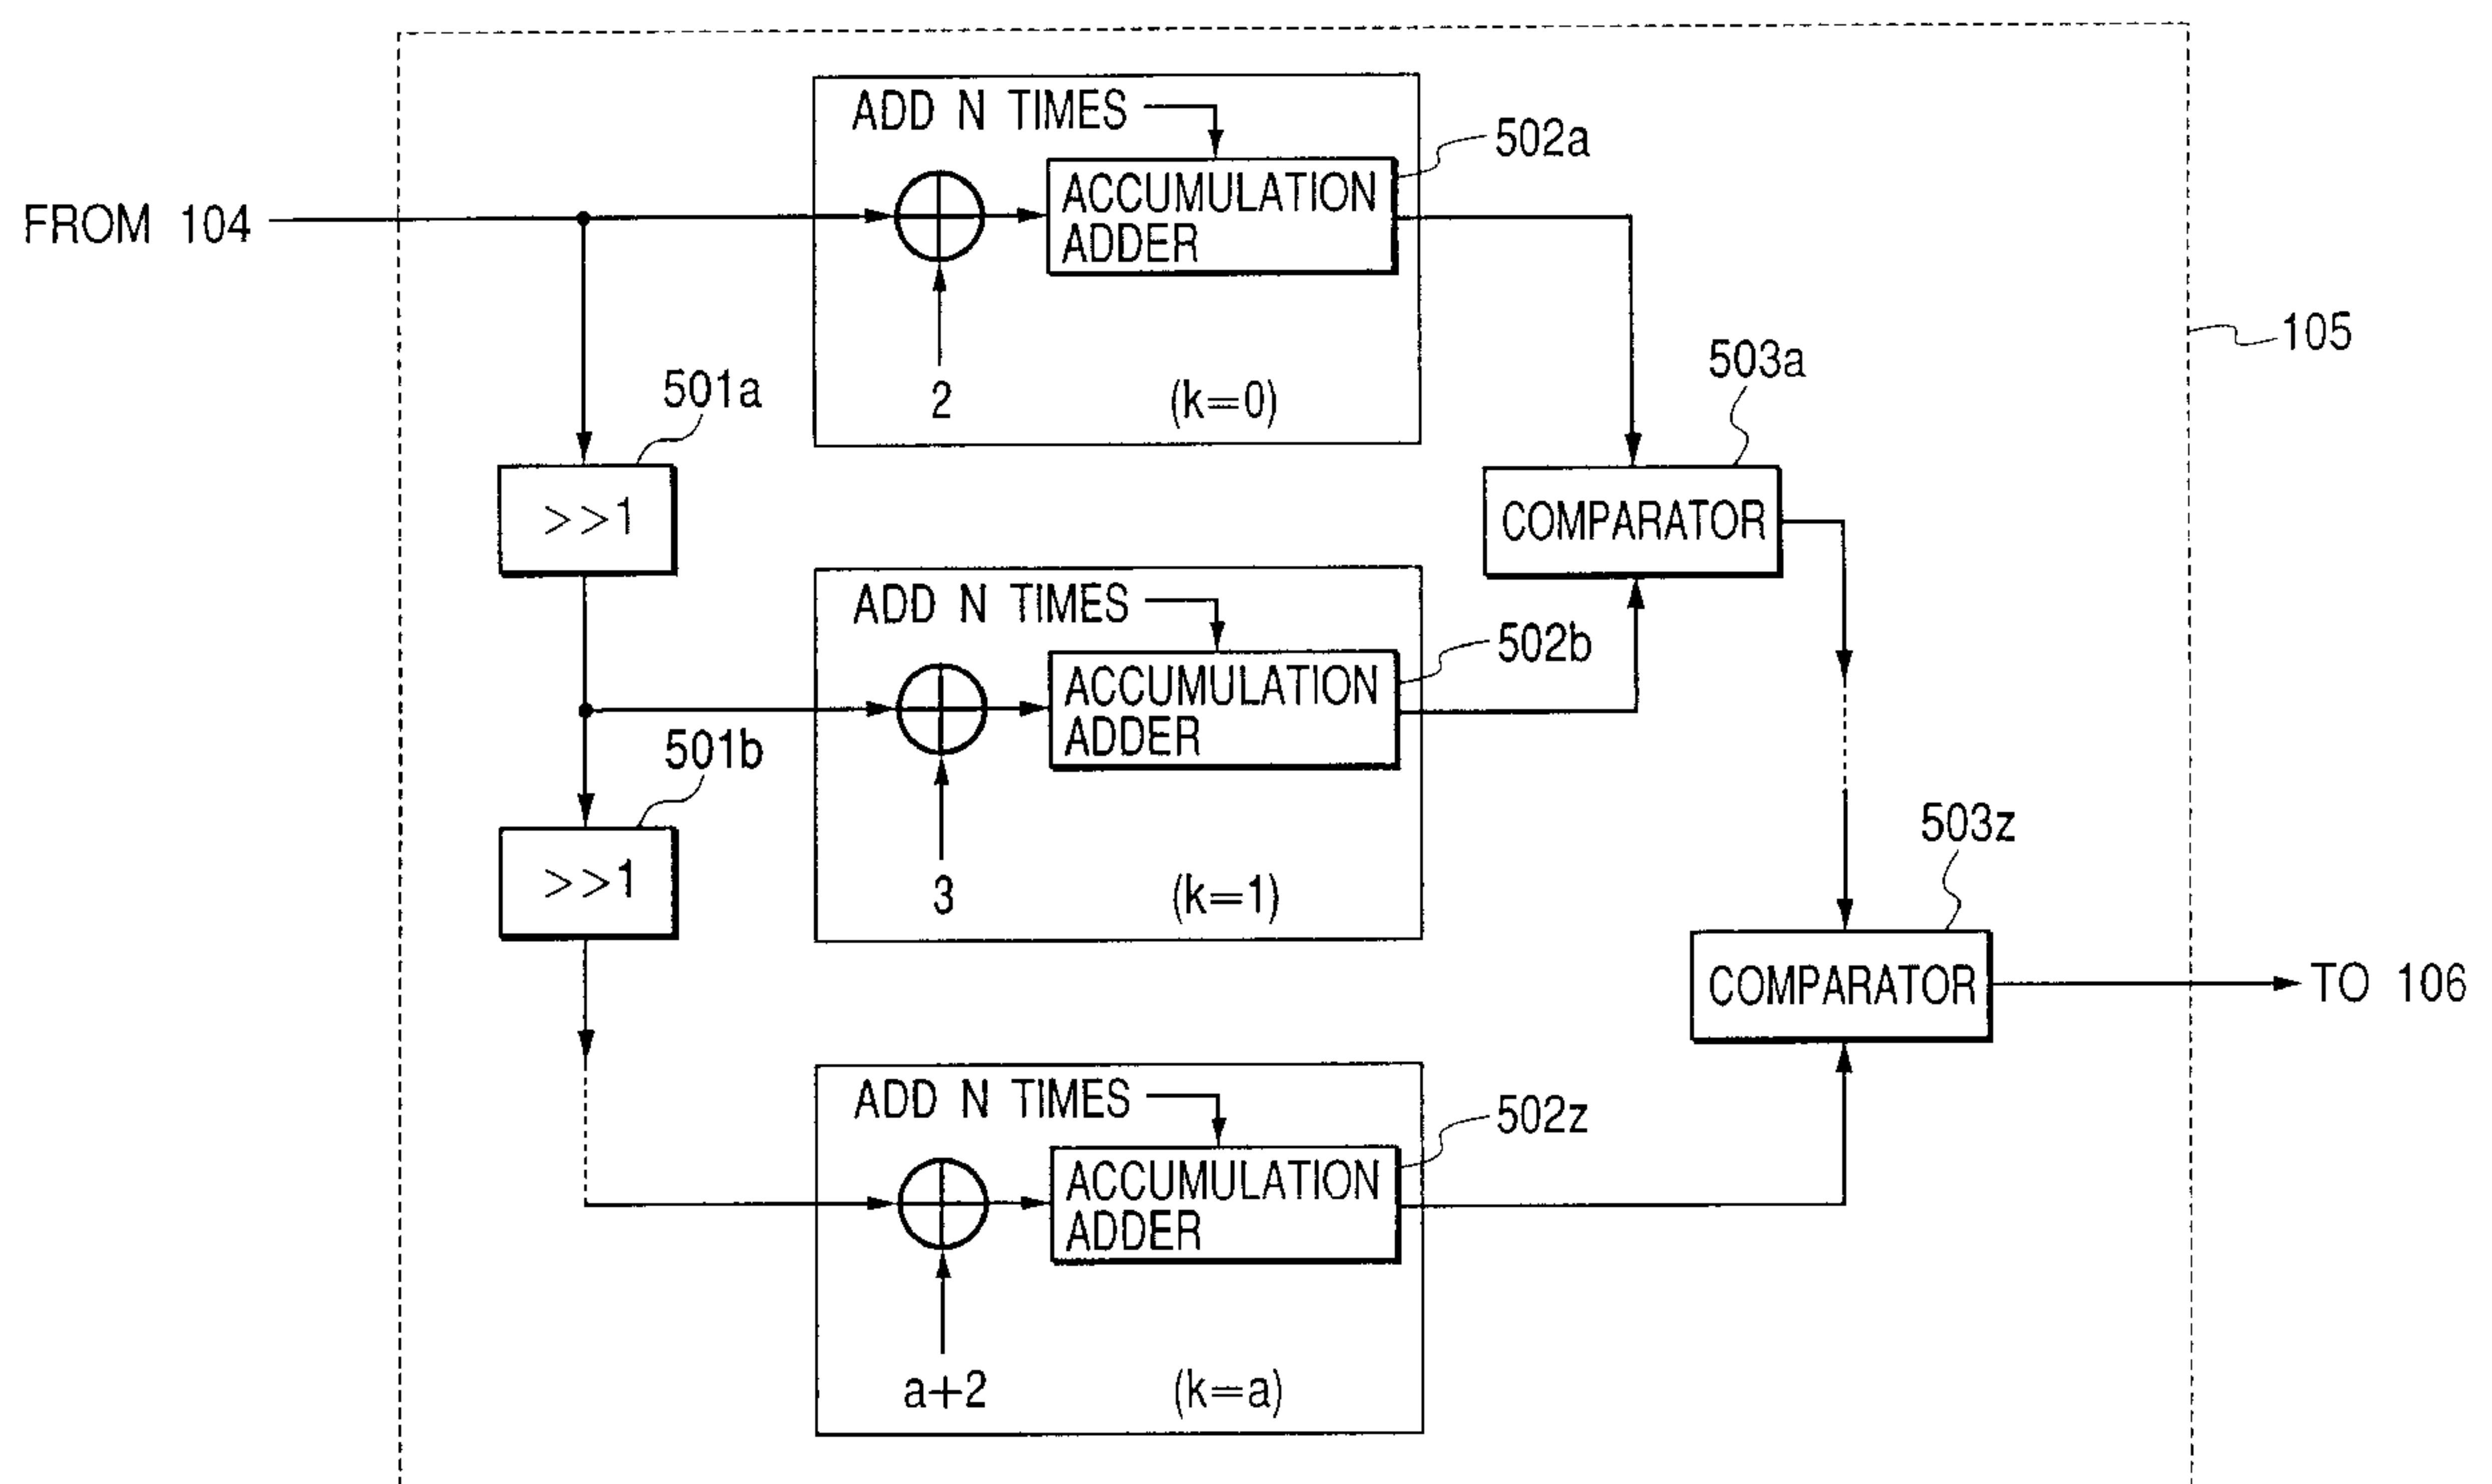 ADD N TIMES
502a
ACCUMULATION
ADDER
FROM 104
2
(k=0)
105
503a
501a
>>1
COMPARATOR
ADD N TIMES
502b
ACCUMULATION
ADDER
501b
3
(k=1)
503z
>>1
COMPARATOR
TO 106
ADD N TIMES
502z
ACCUMULATION
ADDER
a+2
(k=a)